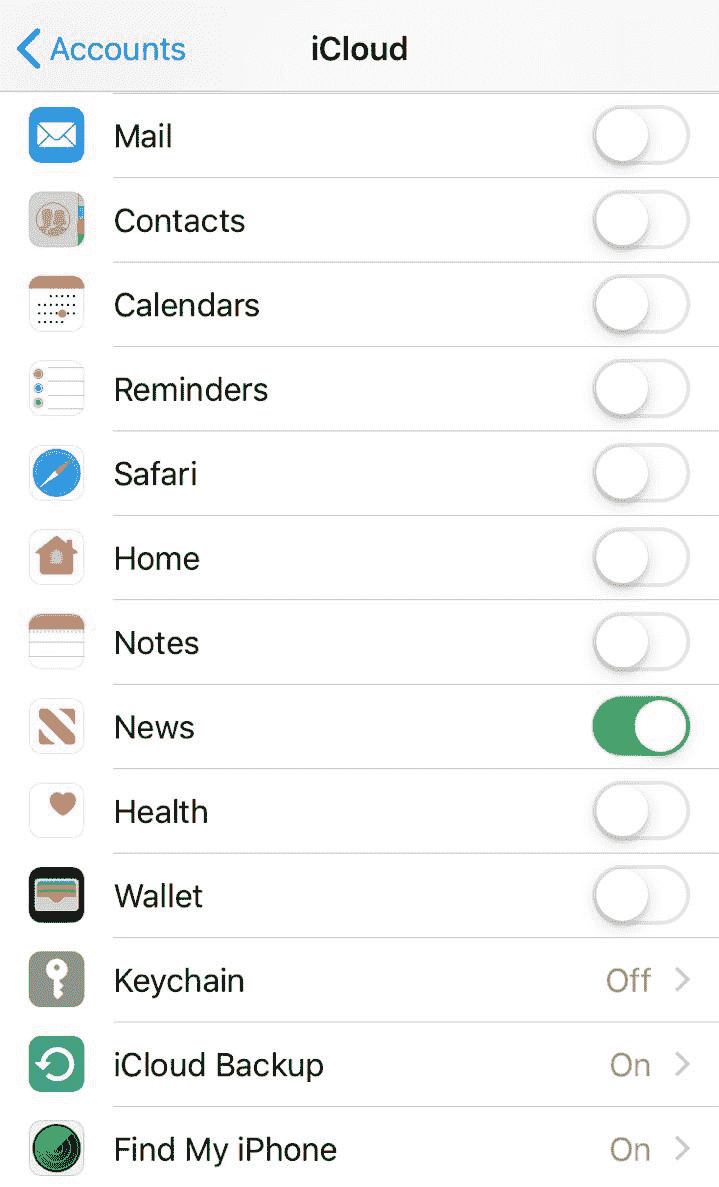 Accounts iCloud
Mail
Contacts
Calendars
Reminders
Safari
Home
Notes
News
Health
Wallet
Keychain Off
iCloud Backup On
Find My iPhone On